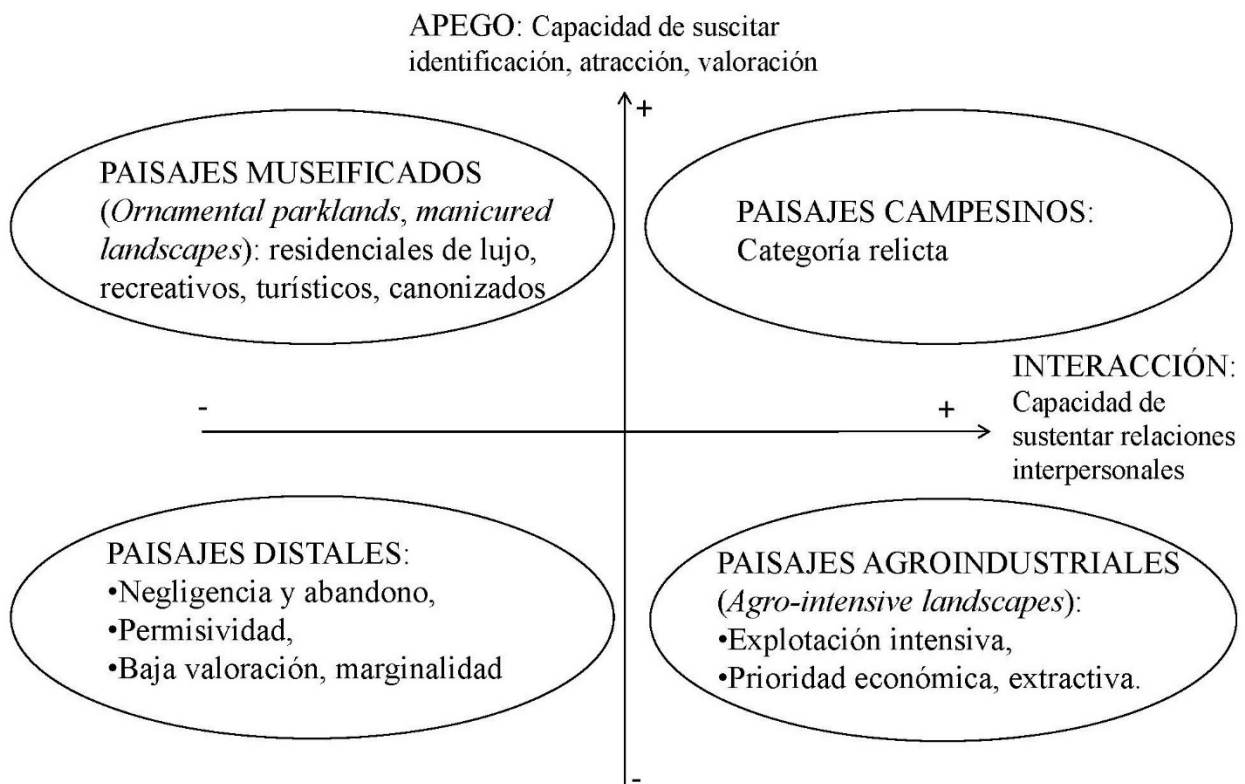 APEGO: Capacidad de suscitar
identificación, atracción, valoración
+
PAISAJES MUSEIFICADOS
(Ornamental parklands, manicured
landscapes): residenciales de lujo,
recreativos, turísticos, canonizados
PAISAJES CAMPESINOS:
Categoría relicta
-
+
INTERACCIÓN:
Capacidad de
sustentar relaciones
interpersonales
PAISAJES DISTALES:
•Negligencia y abandono,
•Permisividad,
•Baja valoración, marginalidad
PAISAJES AGROINDUSTRIALES
(Agro-intensive landscapes):
•Explotación intensiva,
•Prioridad económica, extractiva.
-